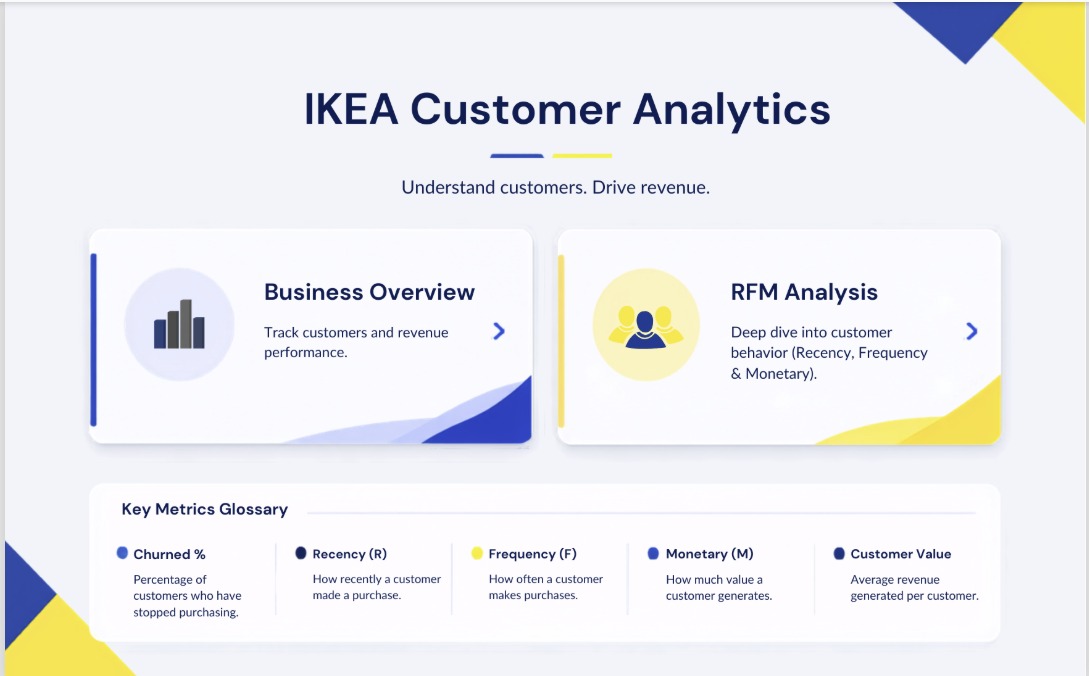 IKEA Customer Analytics
Understand customers. Drive revenue.
Business Overview
Track customers and revenue
performance.
RFM Analysis
Deep dive into customer
behavior (Recency, Frequency
& Monetary).
Key Metrics Glossary
Churned %
Percentage of
customers who have
stopped purchasing.
Recency (R)
How recently a customer
made a purchase.
Frequency (F)
How often a customer
makes purchases.
Monetary (M)
How much value a
customer generates.
Customer Value
Average revenue
generated per customer.